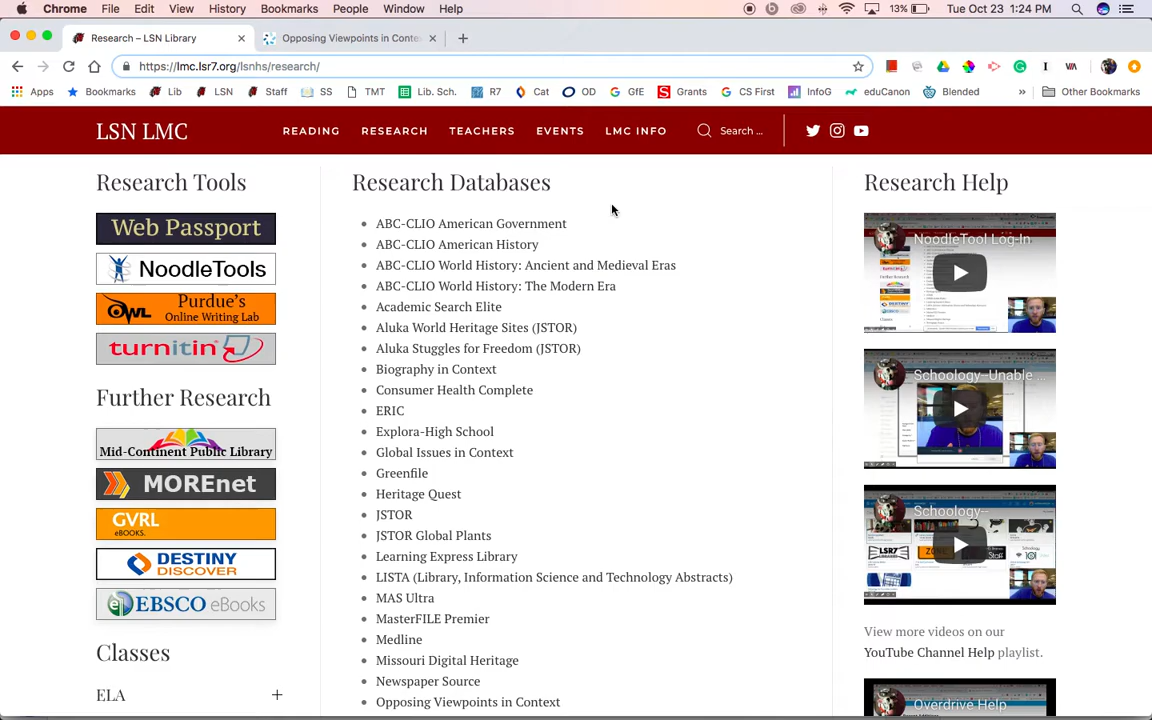 Chrome File Edit View History Bookmarks People Window Help 13% Tue Oct 23 1:24 PM
Research – LSN Library × Opposing Viewpoints in Conte × +
https://lmc.lsr7.org/lsnhs/research/
Apps Bookmarks Lib LSN Staff SS TMT Lib. Sch. R7 Cat OD GfE Grants CS First InfoG eduCanon Blended » Other Bookmarks
LSN LMC READING RESEARCH TEACHERS EVENTS LMC INFO Search ...
Research Tools
Web Passport
NoodleTools
OWL Purdue's
Online Writing Lab
turnitin
Further Research
Mid-Continent Public Library
MOREnet
GVRL
eBOOKS.
DESTINY
DISCOVER
EBSCO eBooks
Classes
ELA +
Research Databases
ABC-CLIO American Government
ABC-CLIO American History
ABC-CLIO World History: Ancient and Medieval Eras
ABC-CLIO World History: The Modern Era
Academic Search Elite
Aluka World Heritage Sites (JSTOR)
Aluka Stuggles for Freedom (JSTOR)
Biography in Context
Consumer Health Complete
ERIC
Explora-High School
Global Issues in Context
Greenfile
Heritage Quest
JSTOR
JSTOR Global Plants
Learning Express Library
LISTA (Library, Information Science and Technology Abstracts)
MAS Ultra
MasterFILE Premier
Medline
Missouri Digital Heritage
Newspaper Source
Opposing Viewpoints in Context
Research Help
NoodleTool Log-In
Schoology--Unable ...
Schoology--
LSR7 ZONE Staff
View more videos on our
YouTube Channel Help playlist.
Overdrive Help